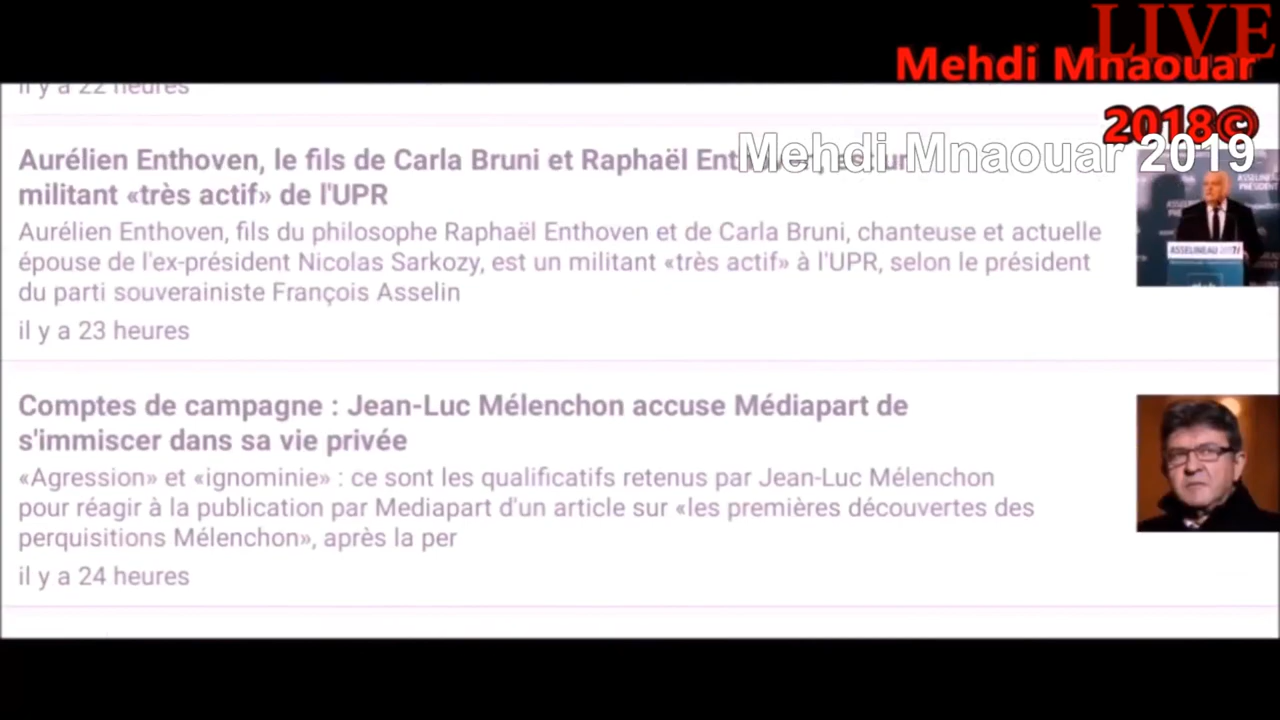 LIVE
Mehdi Mnaouar
2018©
Mehdi Mnaouar 2019
il y a 22 heures
Aurélien Enthoven, le fils de Carla Bruni et Raphaël Enthoven, est un
militant «très actif» de l'UPR
Aurélien Enthoven, fils du philosophe Raphaël Enthoven et de Carla Bruni, chanteuse et actuelle
épouse de l'ex-président Nicolas Sarkozy, est un militant «très actif» à l'UPR, selon le président
du parti souverainiste François Asselin
il y a 23 heures
ASSELINEAU 2017
Comptes de campagne : Jean-Luc Mélenchon accuse Médiapart de
s'immiscer dans sa vie privée
«Agression» et «ignominie» : ce sont les qualificatifs retenus par Jean-Luc Mélenchon
pour réagir à la publication par Mediapart d'un article sur «les premières découvertes des
perquisitions Mélenchon», après la per
il y a 24 heures